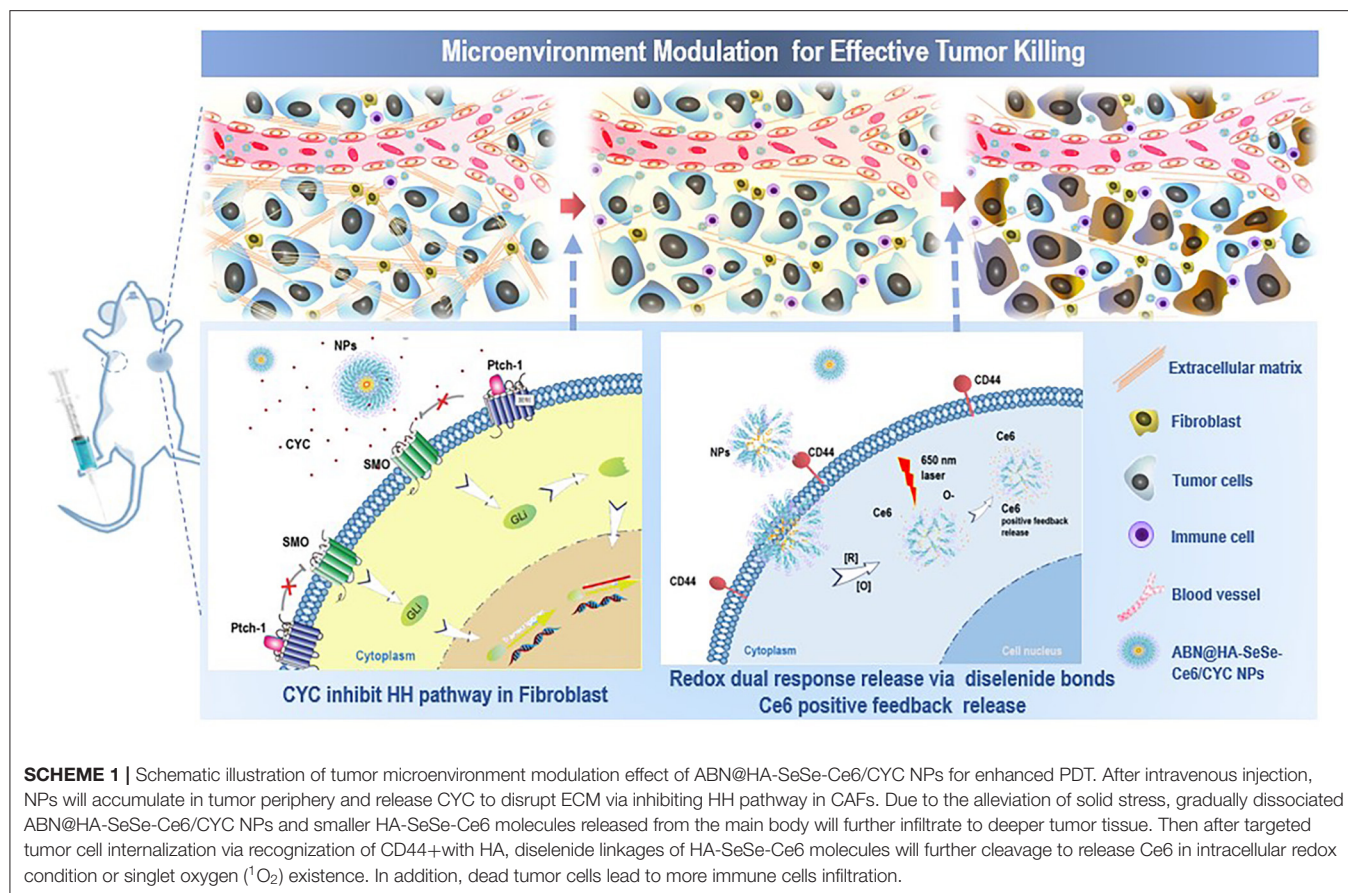 Microenvironment Modulation for Effective Tumor Killing
NPs
Ptch-1
CYC
SMO
GLi
SMO
GLi
Ptch-1
Cytoplasm
CYC inhibit HH pathway in Fibroblast
CD44
NPs
CD44
650 nm
laser
Ce6
O-
Ce6
Ce6
positive feedback
release
[R]
[O]
CD44
Cytoplasm
Cell nucleus
Redox dual response release via diselenide bonds
Ce6 positive feedback release
Extracellular matrix
Fibroblast
Tumor cells
Immune cell
Blood vessel
ABN@HA-SeSe-
Ce6/CYC NPs
SCHEME 1 | Schematic illustration of tumor microenvironment modulation effect of ABN@HA-SeSe-Ce6/CYC NPs for enhanced PDT. After intravenous injection,
NPs will accumulate in tumor periphery and release CYC to disrupt ECM via inhibiting HH pathway in CAFs. Due to the alleviation of solid stress, gradually dissociated
ABN@HA-SeSe-Ce6/CYC NPs and smaller HA-SeSe-Ce6 molecules released from the main body will further infiltrate to deeper tumor tissue. Then after targeted
tumor cell internalization via recognization of CD44+with HA, diselenide linkages of HA-SeSe-Ce6 molecules will further cleavage to release Ce6 in intracellular redox
condition or singlet oxygen (¹O₂) existence. In addition, dead tumor cells lead to more immune cells infiltration.